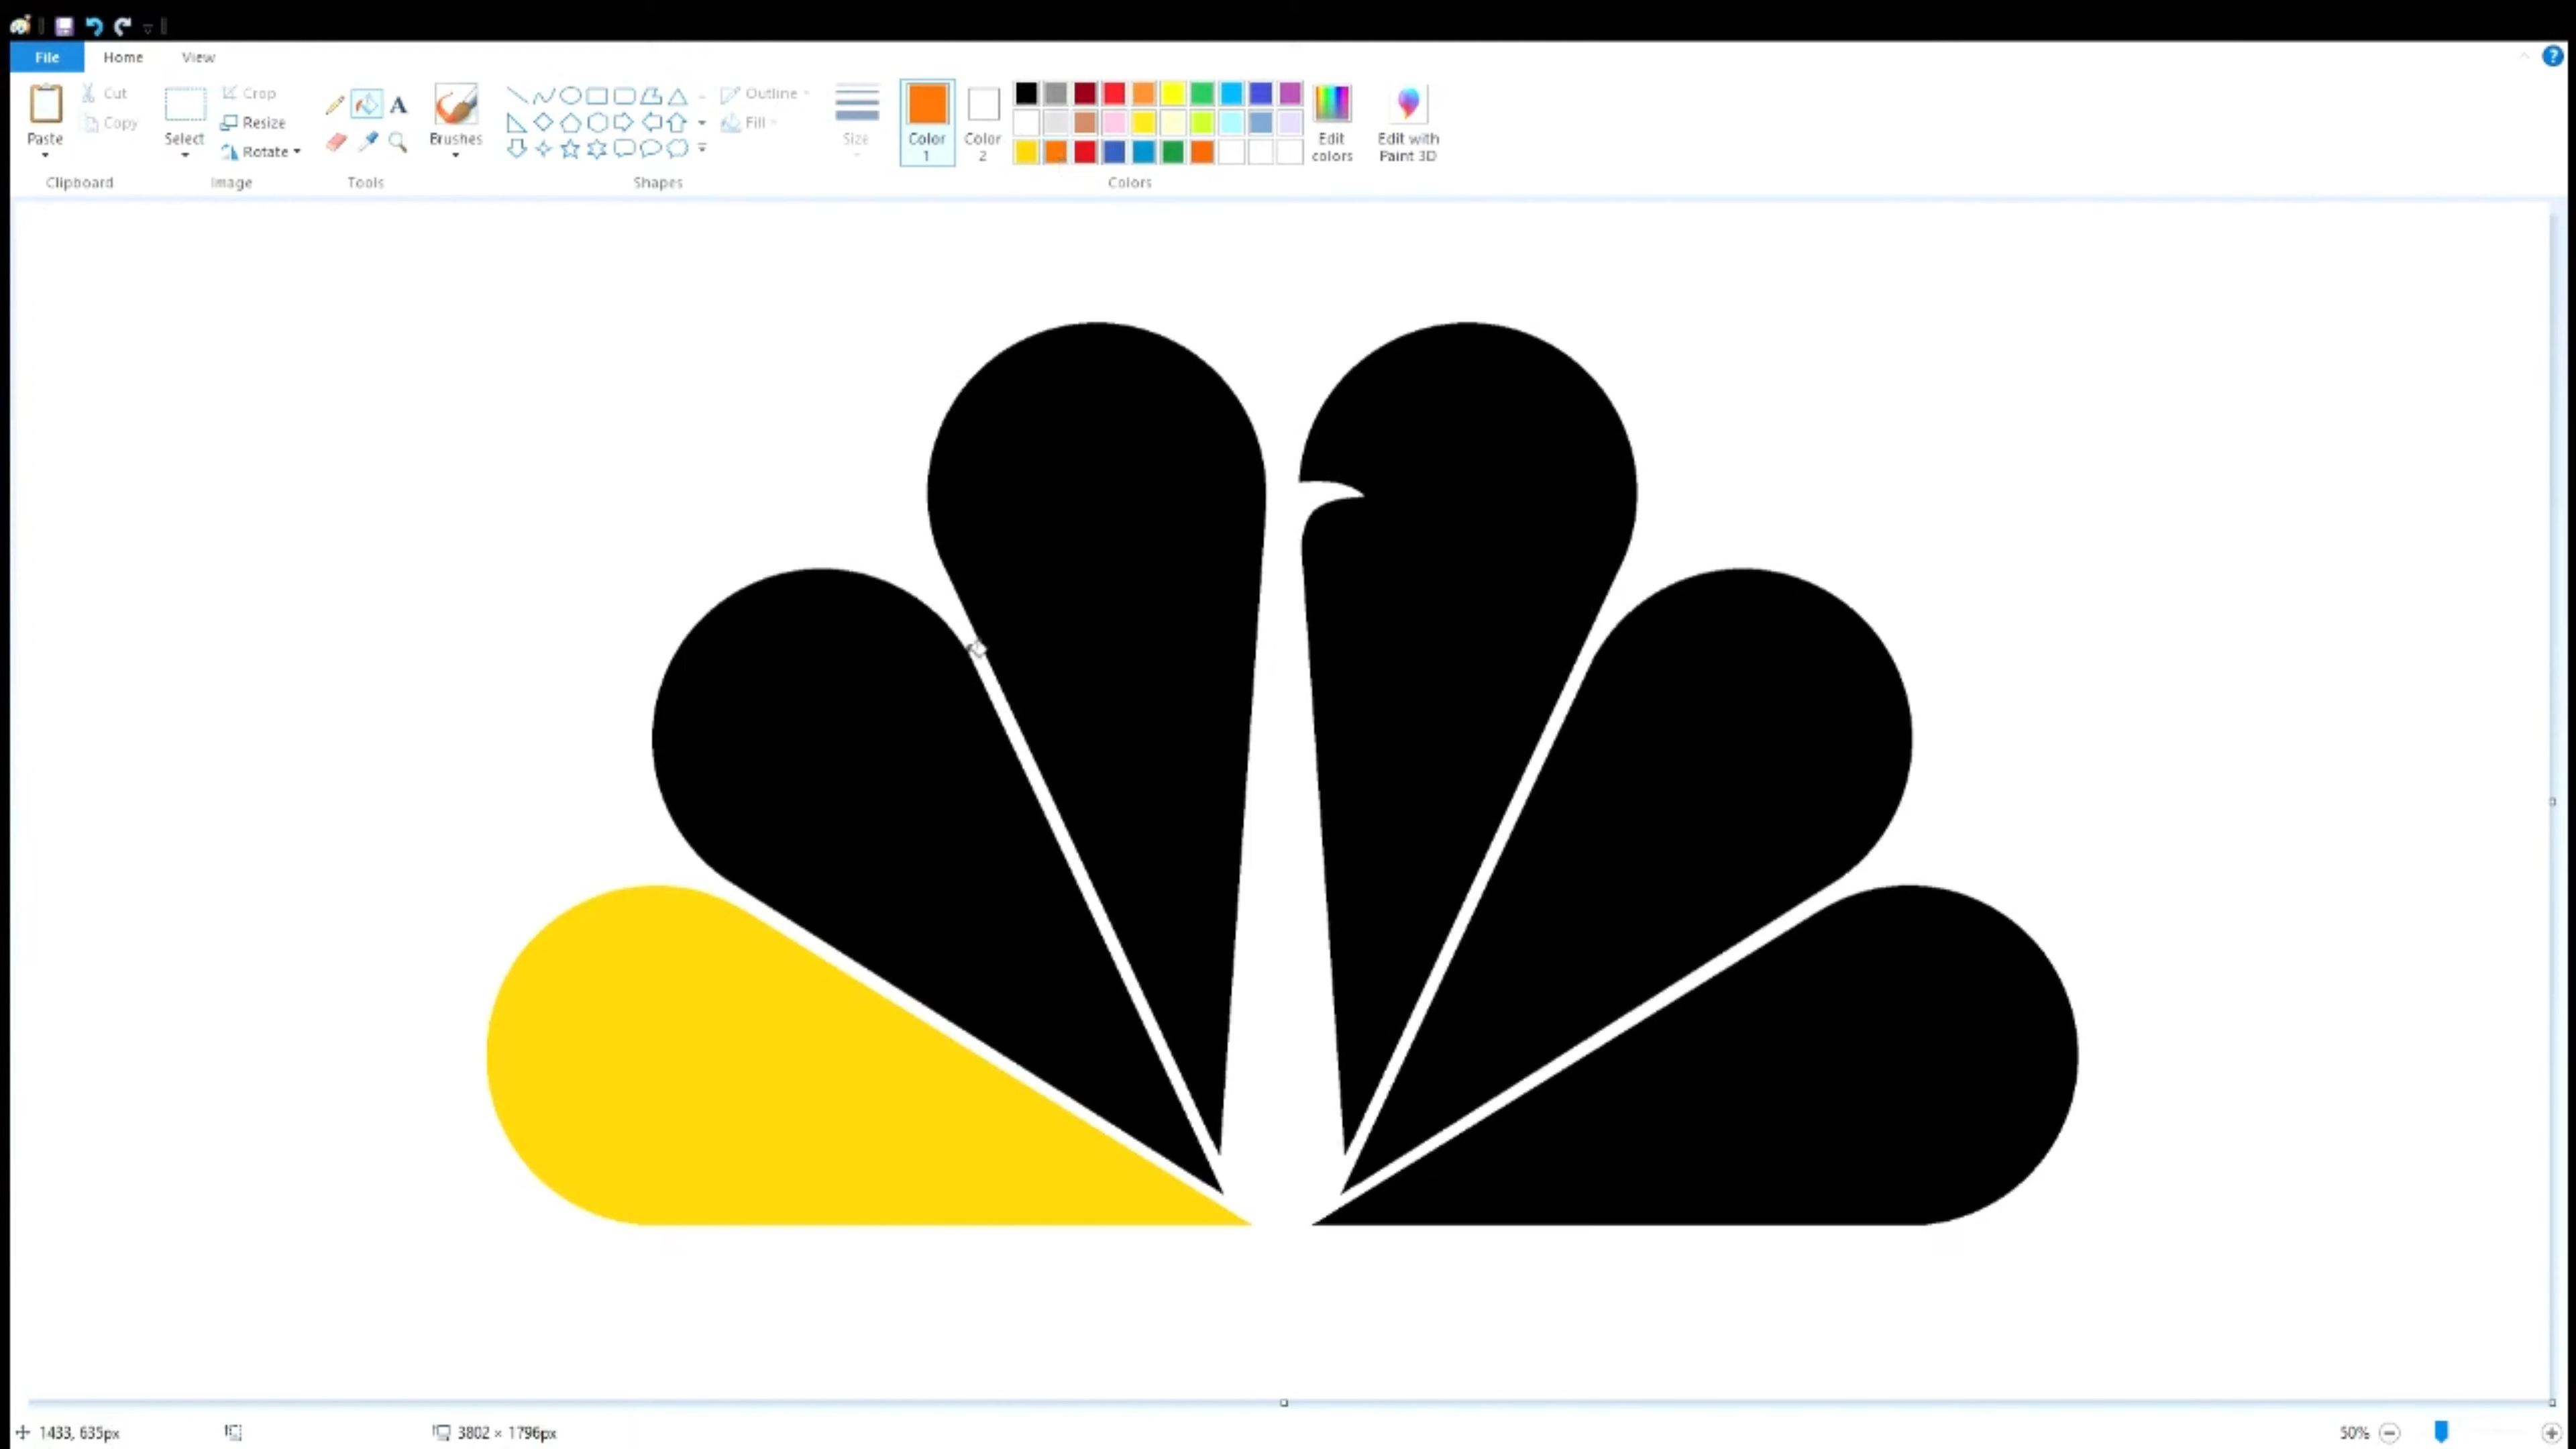 File Home View
Paste
Cut
Copy
Clipboard
Select
Crop
Resize
Rotate
Image
A
Tools
Brushes
Shapes
Outline
Fill
Size
Color
1
Color
2
Edit
colors
Colors
Edit with
Paint 3D
?
1433, 635px
3802 × 1796px
50%